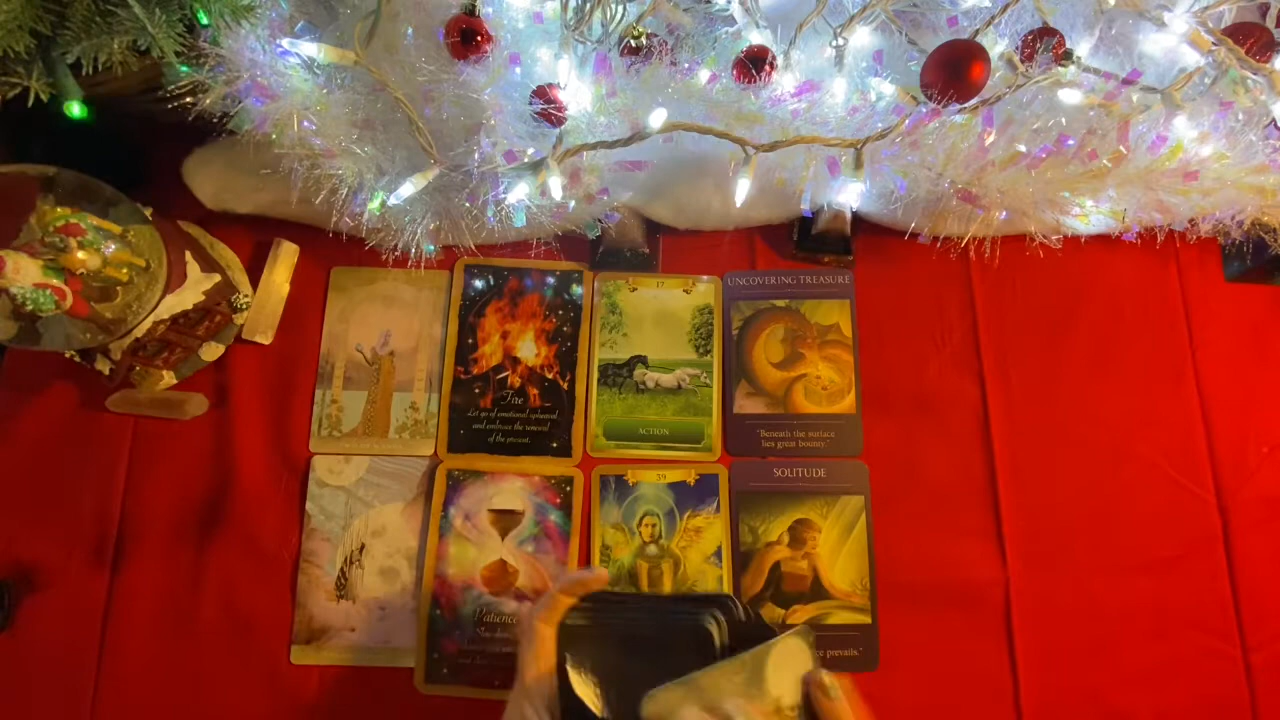 UNCOVERING TREASURE
17
Fire
Let go of emotional upheaval
and embrace the renewal
of the present.
ACTION
"Beneath the surface
lies great bounty."
39
SOLITUDE
Patience
prevails."